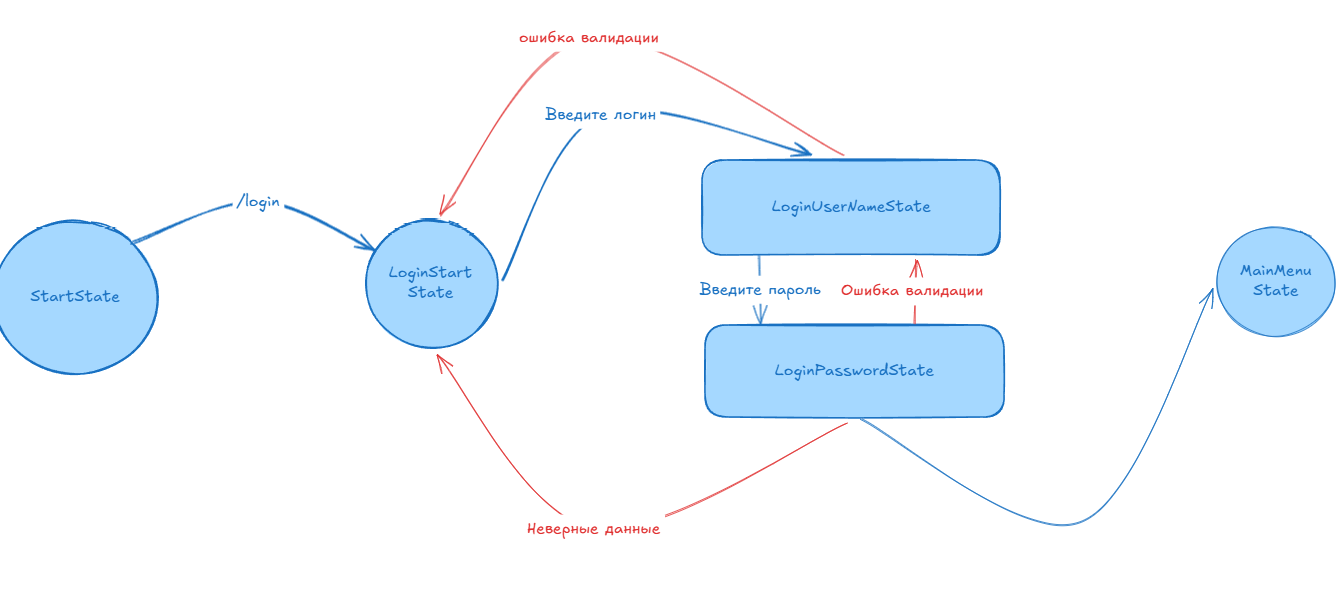 ошибка валидации
Введите логин
/login
LoginUserNameState
StartState
LoginStart
State
Введите пароль
Ошибка валидации
MainMenu
State
LoginPasswordState
Неверные данные